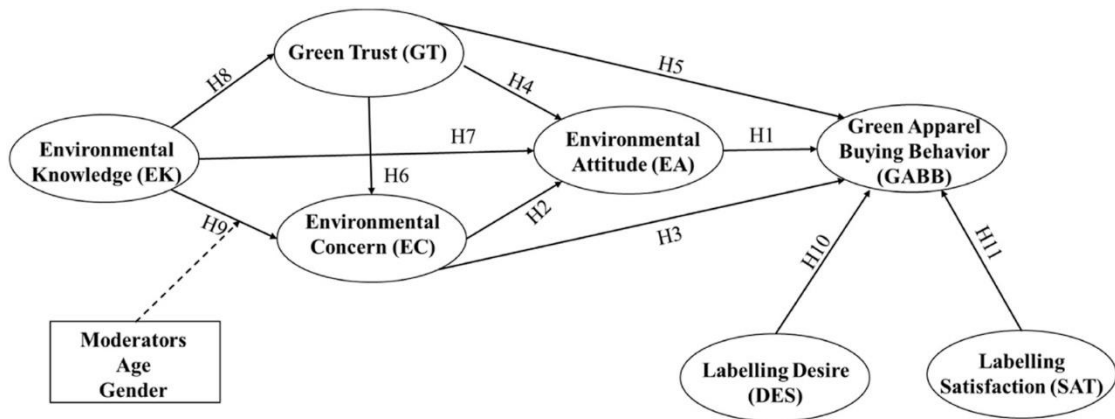 Green Trust (GT)
H8
H4
H5
Environmental
Knowledge (EK)
H7
Environmental
Attitude (EA)
H1
Green Apparel
Buying Behavior
(GABB)
H6
H9
Environmental
Concern (EC)
H2
H3
H10
H11
Moderators
Age
Gender
Labelling Desire
(DES)
Labelling
Satisfaction (SAT)